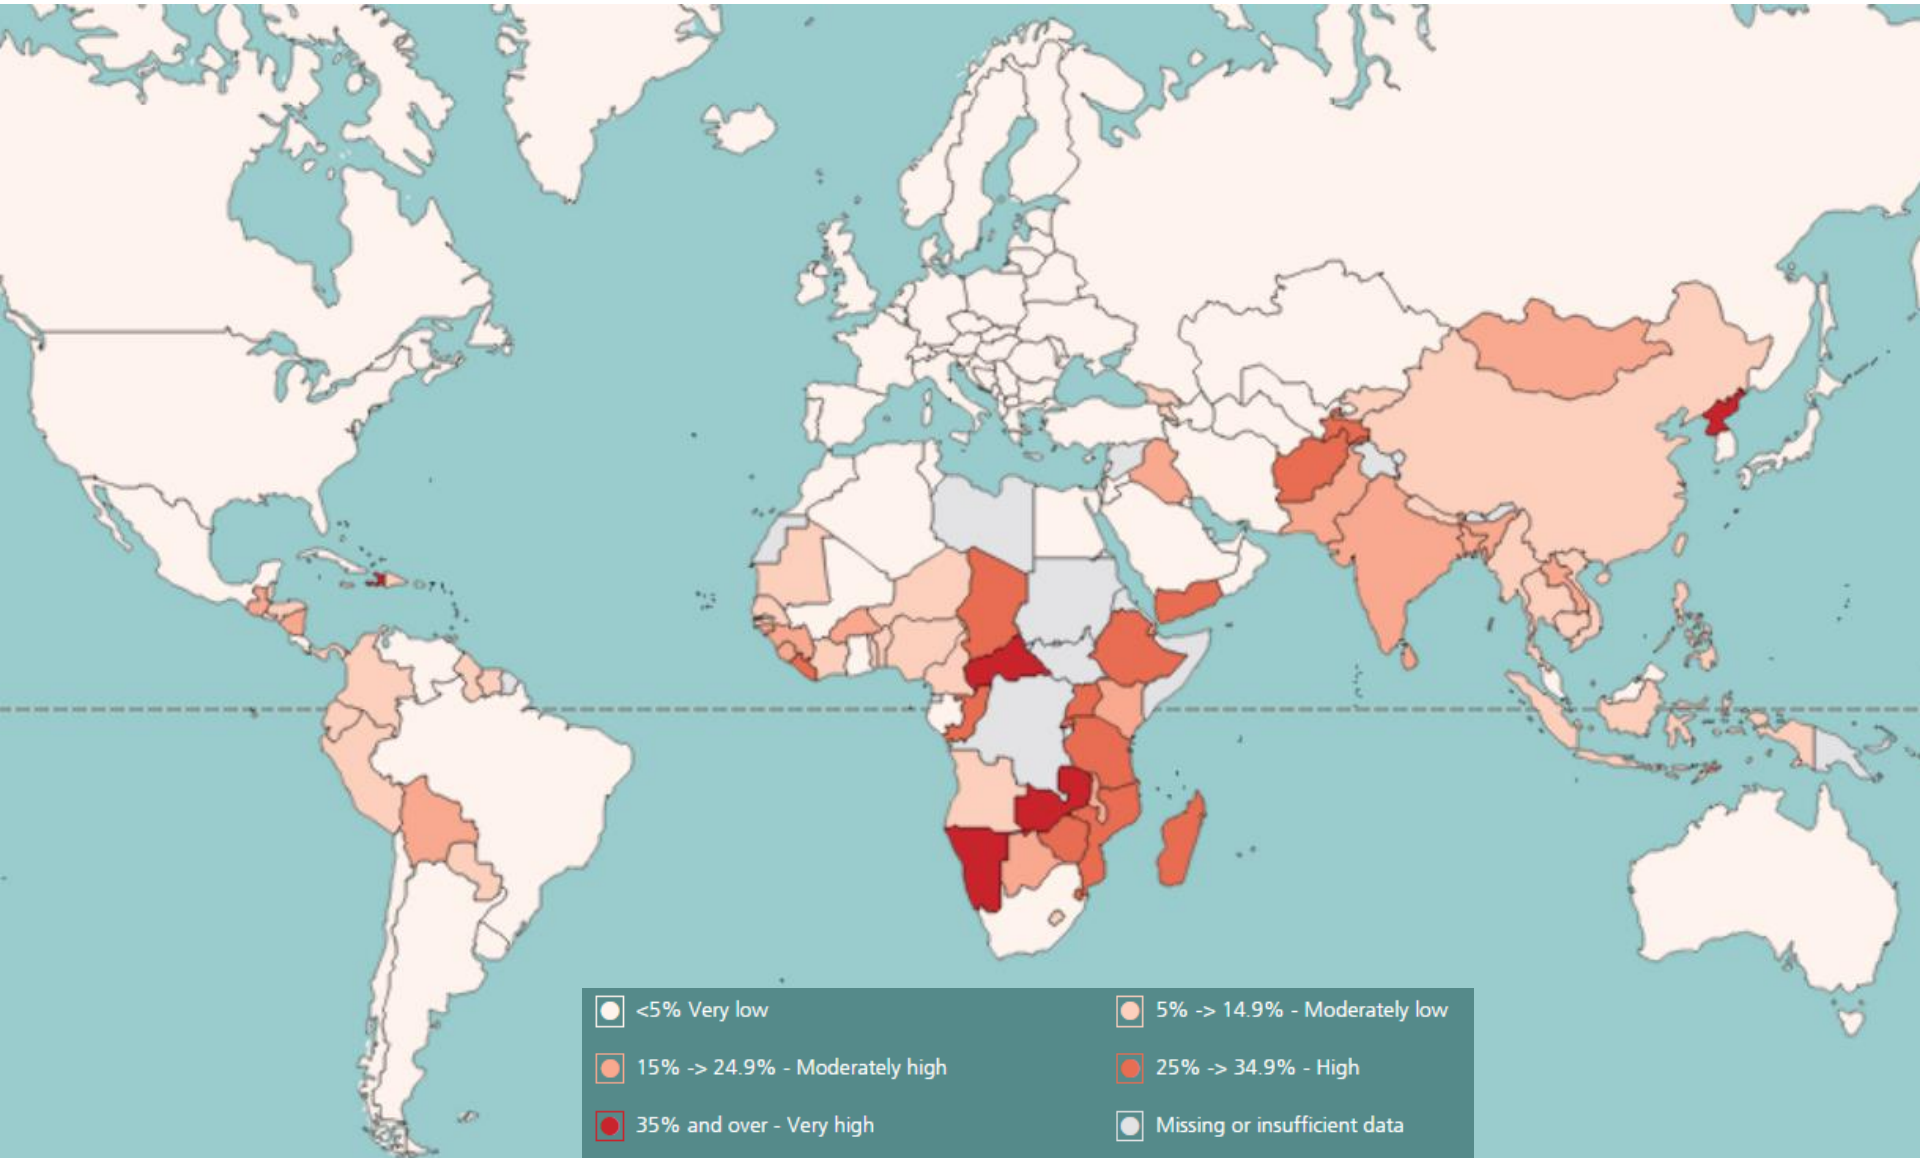 <5% Very low
5% -> 14.9% - Moderately low
15% -> 24.9% - Moderately high
25% -> 34.9% - High
35% and over - Very high
Missing or insufficient data